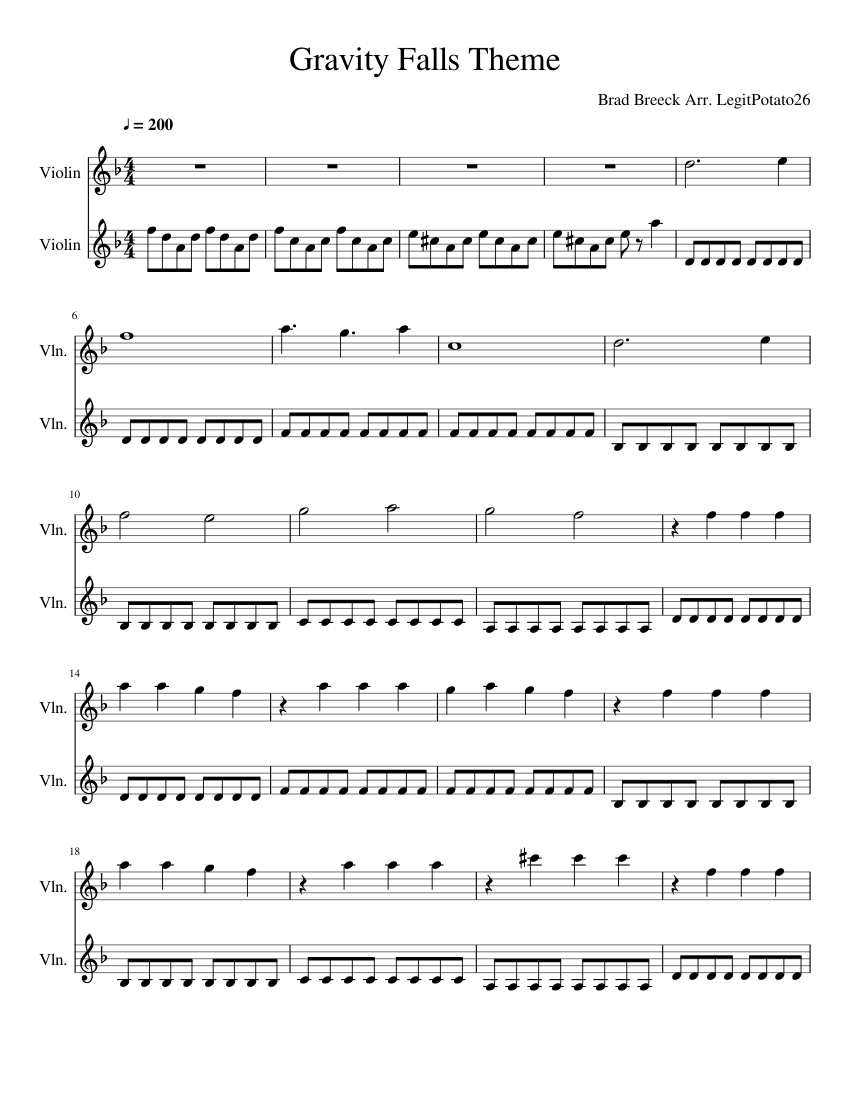 Gravity Falls Theme
Brad Breeck Arr. LegitPotato26
♩ = 200
Violin
4/4
Violin
4/4
6
Vln.
Vln.
10
Vln.
Vln.
14
Vln.
Vln.
18
Vln.
Vln.